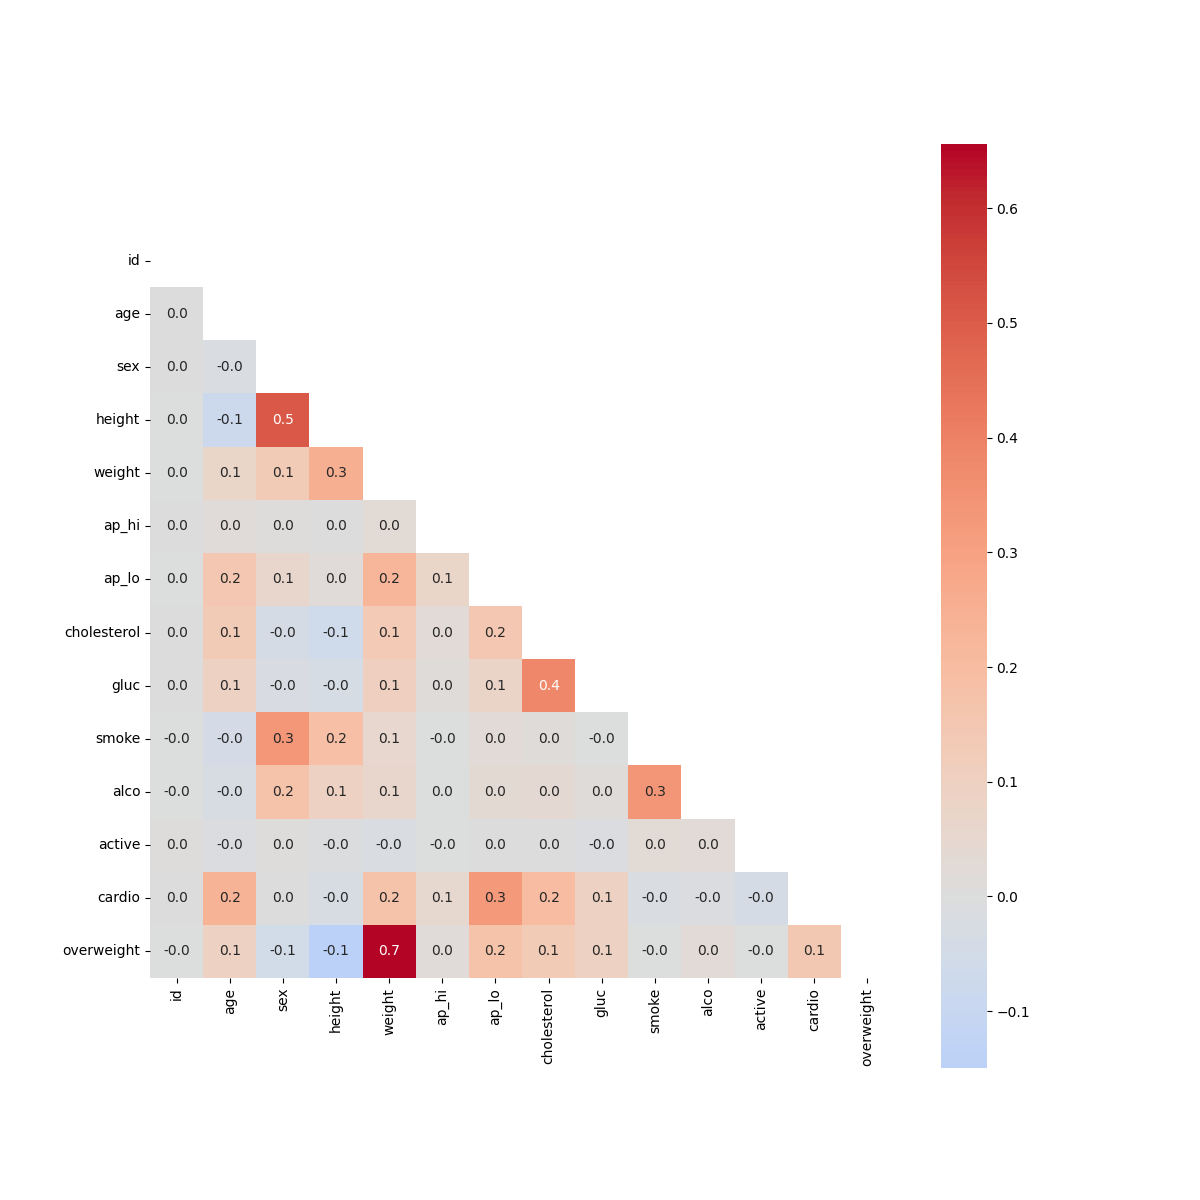 0.6
id
age 0.0
0.5
sex 0.0 -0.0
height 0.0 -0.1 0.5
0.4
weight 0.0 0.1 0.1 0.3
ap_hi 0.0 0.0 0.0 0.0 0.0
0.3
ap_lo 0.0 0.2 0.1 0.0 0.2 0.1
cholesterol 0.0 0.1 -0.0 -0.1 0.1 0.0 0.2
0.2
gluc 0.0 0.1 -0.0 -0.0 0.1 0.0 0.1 0.4
smoke -0.0 -0.0 0.3 0.2 0.1 -0.0 0.0 0.0 -0.0
0.1
alco -0.0 -0.0 0.2 0.1 0.1 0.0 0.0 0.0 0.0 0.3
active 0.0 -0.0 0.0 -0.0 -0.0 -0.0 0.0 0.0 -0.0 0.0 0.0
cardio 0.0 0.2 0.0 -0.0 0.2 0.1 0.3 0.2 0.1 -0.0 -0.0 -0.0
0.0
overweight -0.0 0.1 -0.1 -0.1 0.7 0.0 0.2 0.1 0.1 -0.0 0.0 -0.0 0.1
−0.1
id age sex height weight ap_hi ap_lo cholesterol gluc smoke alco active cardio overweight